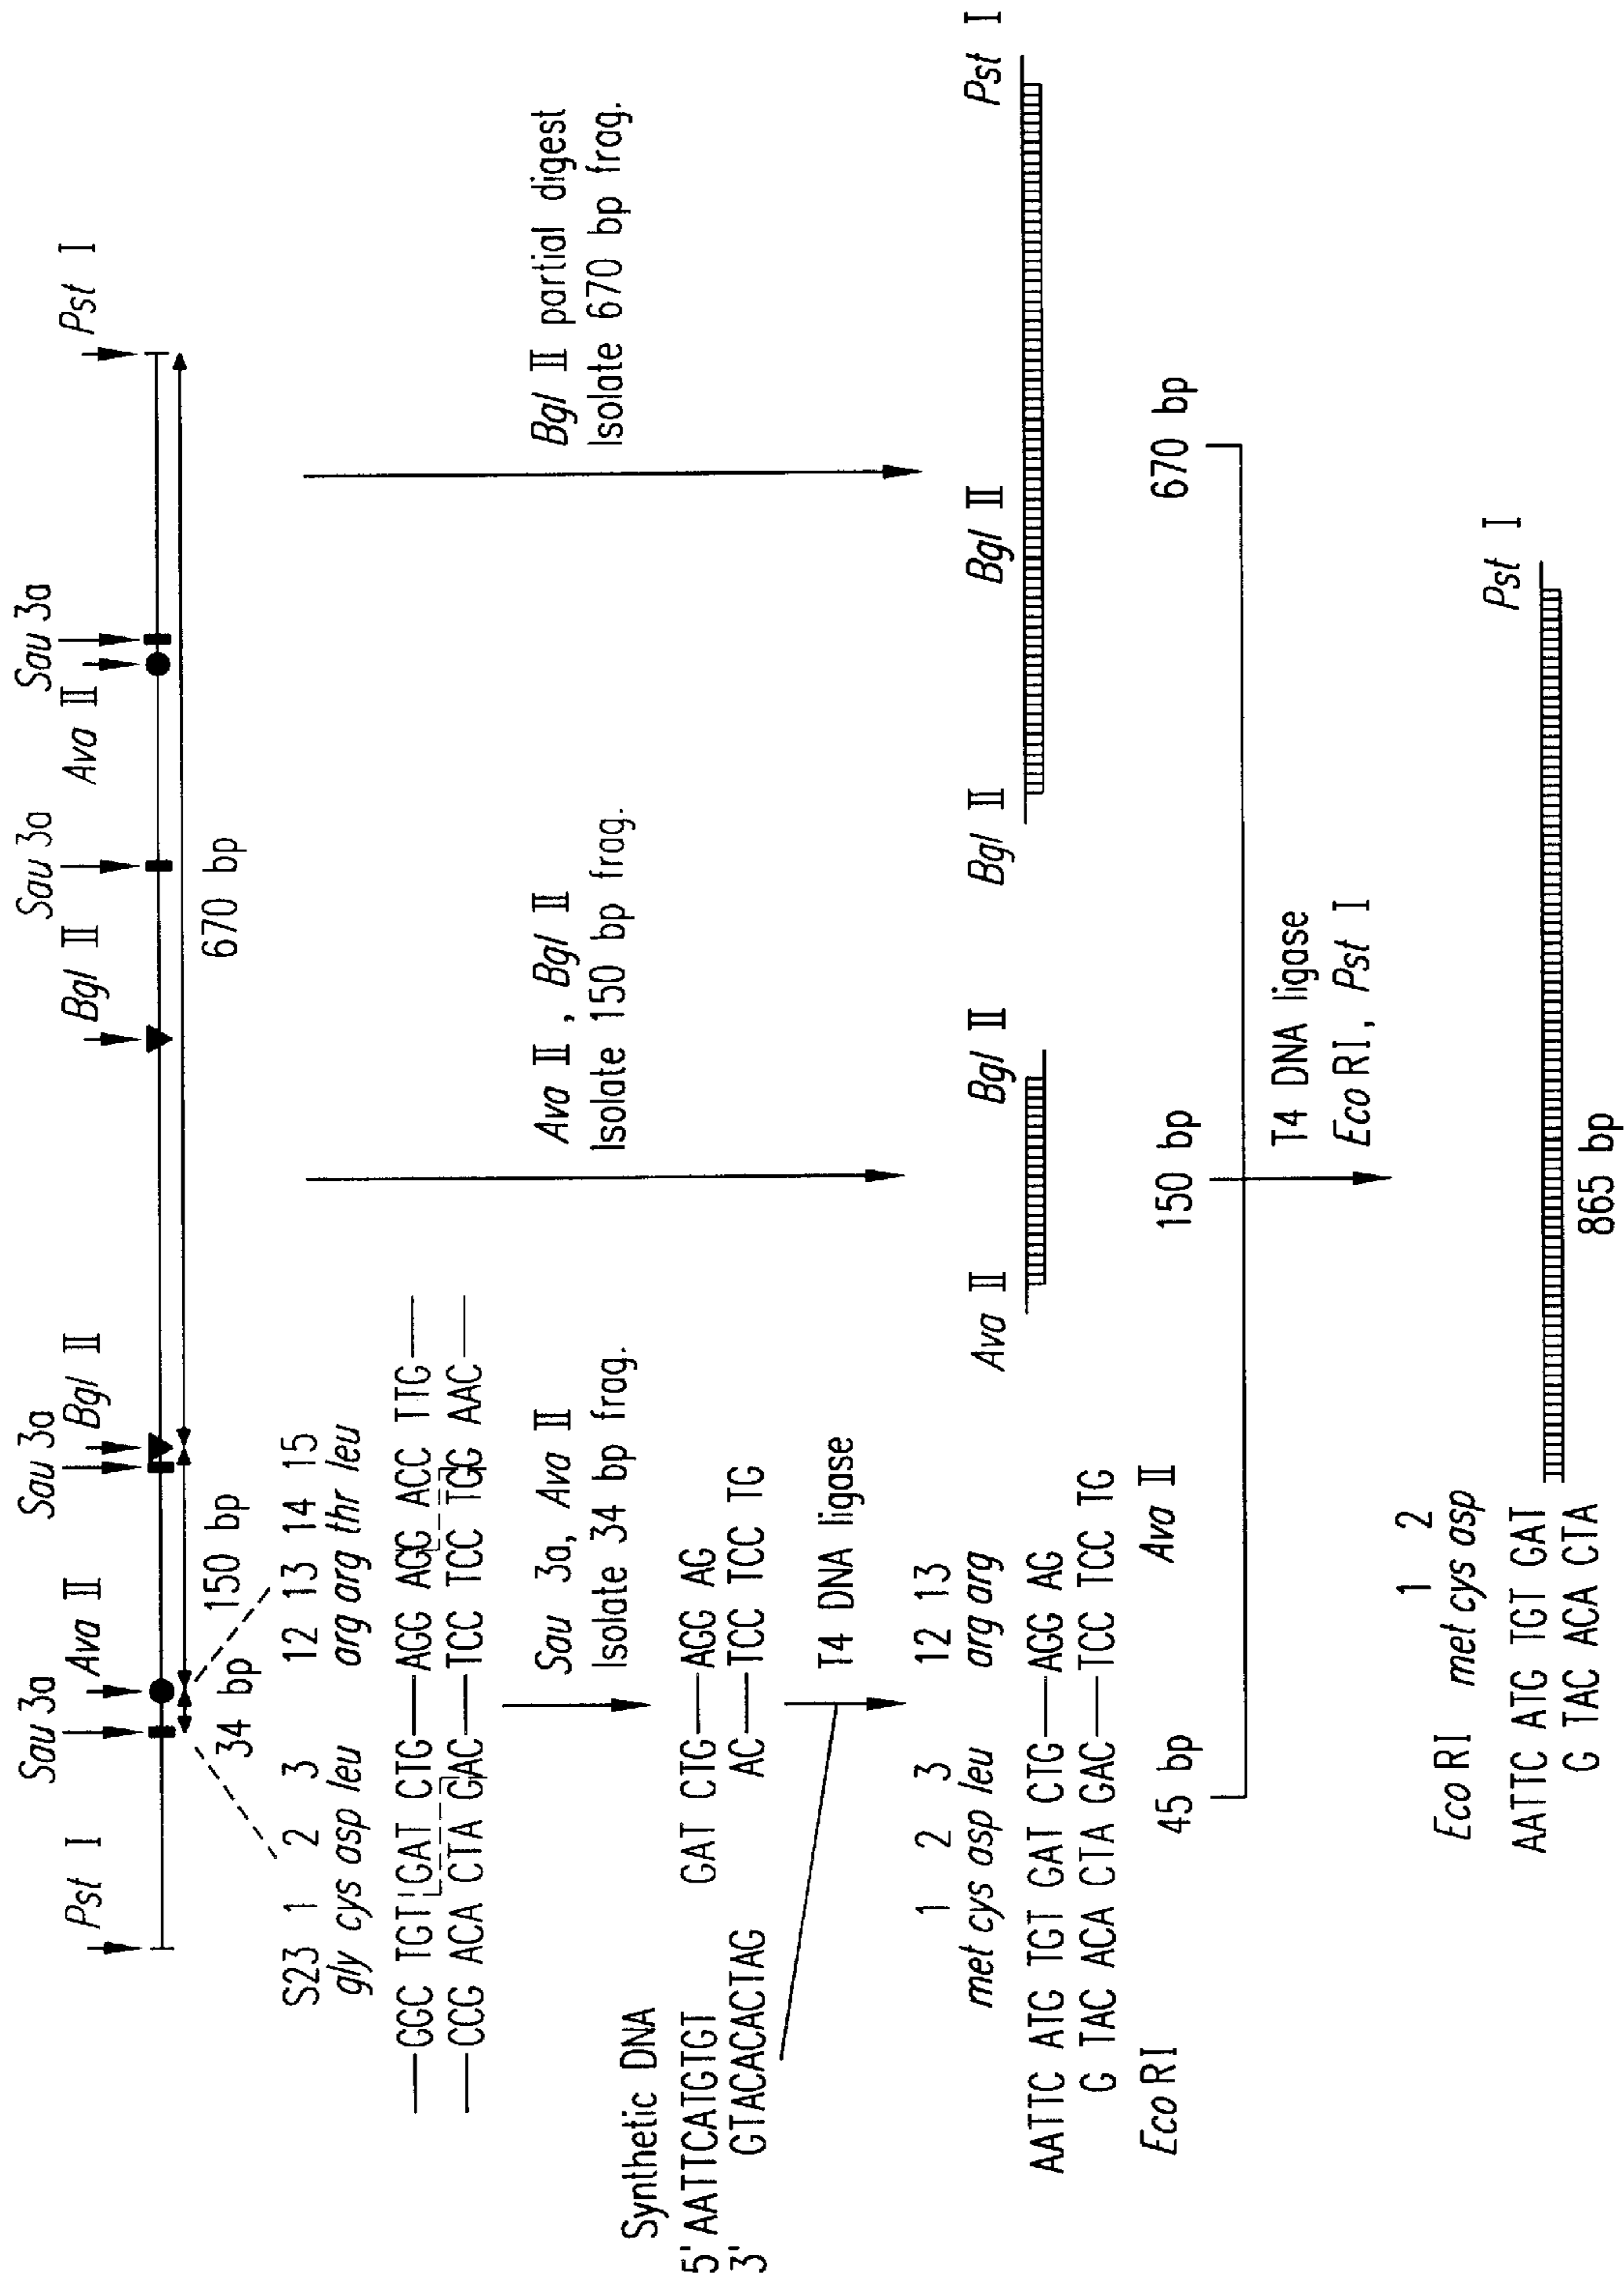 Pst I
Sau 3a
Ava II
Sau 3a
Bgl II
Bgl II
Sau 3a
Ava II
Sau 3a
Pst I
34 bp
150 bp
670 bp
S23 1 2 3 12 13 14 15
gly cys asp leu arg arg thr leu
GGC TGT GAT CTG AGG AGG ACC TTG
CCG ACA CTA GAC TCC TCC TGG AAC
Sau 3a, Ava II
Isolate 34 bp frag.
Ava II, Bgl II
Isolate 150 bp frag.
Bgl II partial digest
Isolate 670 bp frag.
Synthetic DNA
5' AATTCATGTGT
3' GTACACACTAG
GAT CTG AGG AG
AC TCC TCC TG
T4 DNA ligase
1 2 3 12 13
met cys asp leu arg arg
AATTC ATG TGT GAT CTG AGG AG
G TAC ACA CTA GAC TCC TCC TG
Eco RI
45 bp
Ava II
Ava II
Bgl II
150 bp
Bgl II
Bgl II
Pst I
670 bp
T4 DNA ligase
Eco RI, Pst I
1 2
Eco RI met cys asp
AATTC ATG TGT GAT
G TAC ACA CTA
Pst I
865 bp